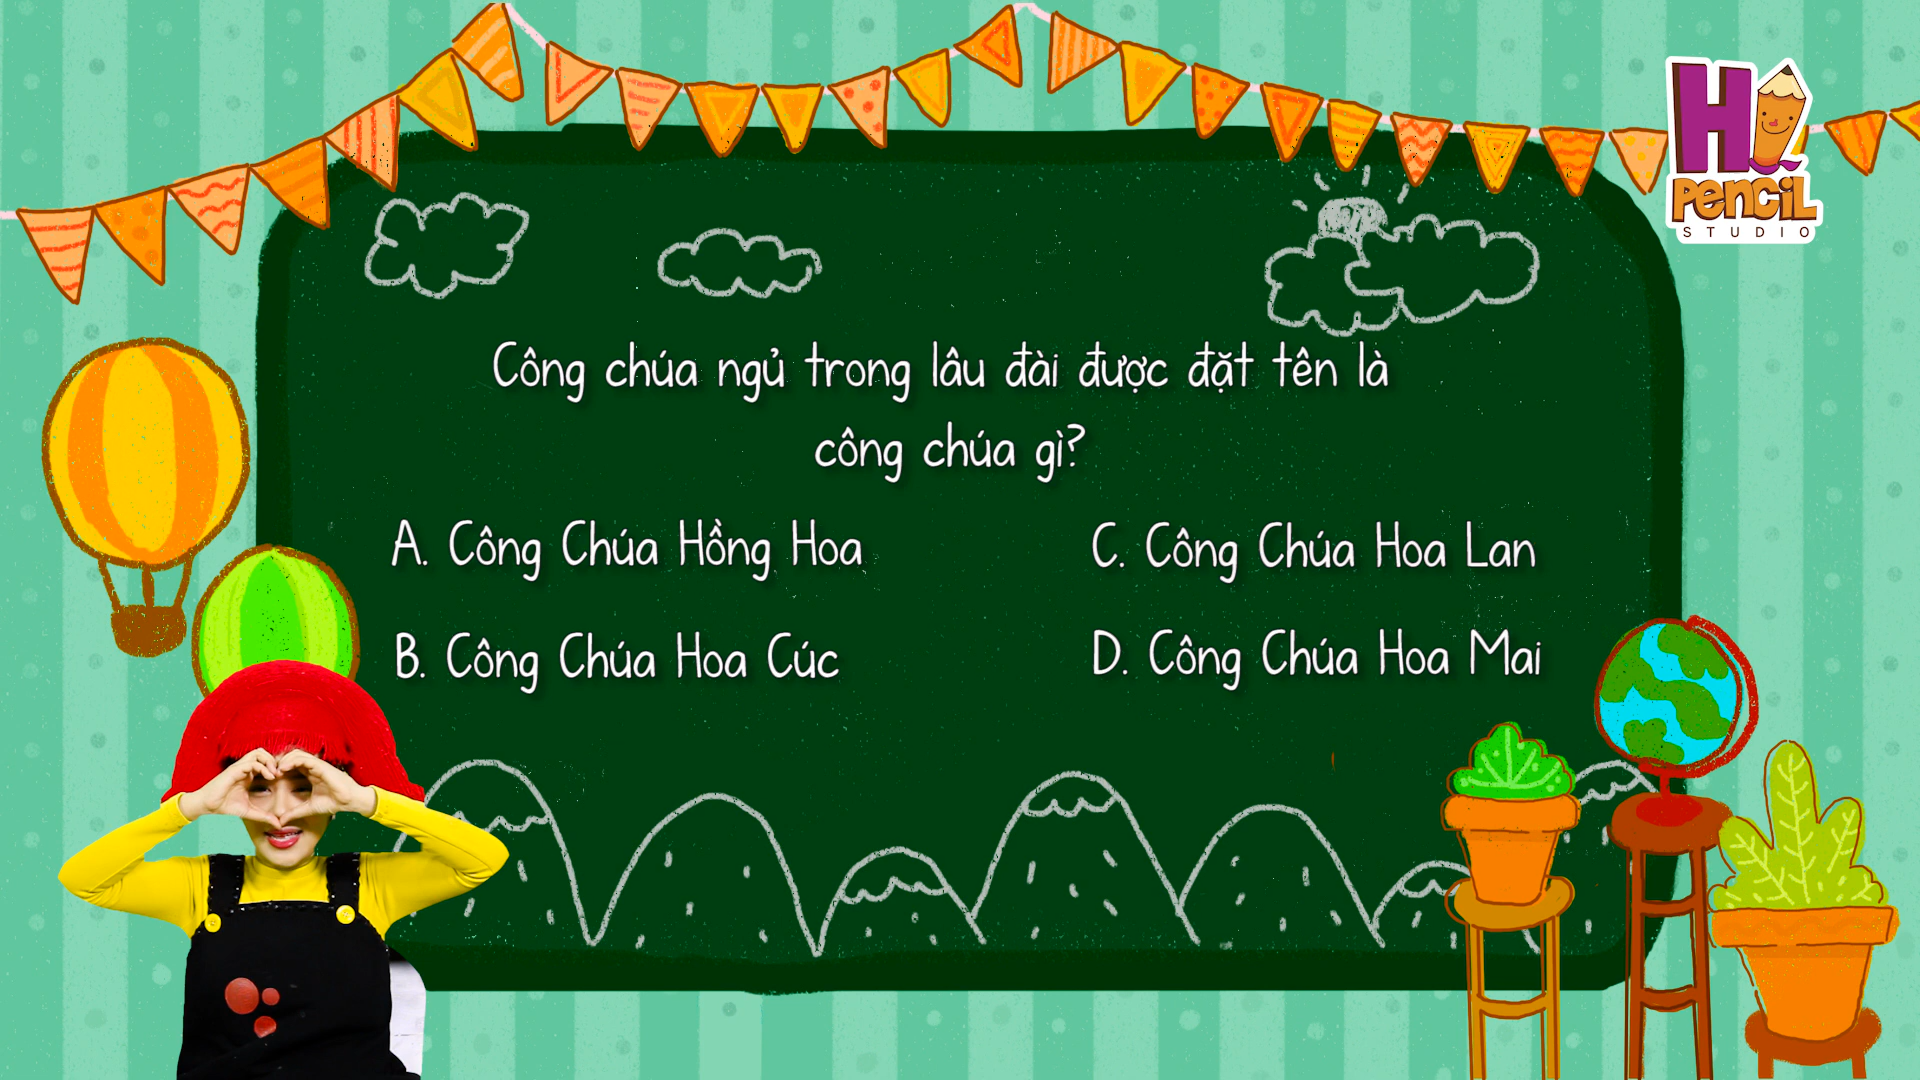 Hi
PENCIL
STUDIO
Công chúa ngủ trong lâu đài được đặt tên là
công chúa gì?
A. Công Chúa Hồng Hoa
B. Công Chúa Hoa Cúc
C. Công Chúa Hoa Lan
D. Công Chúa Hoa Mai